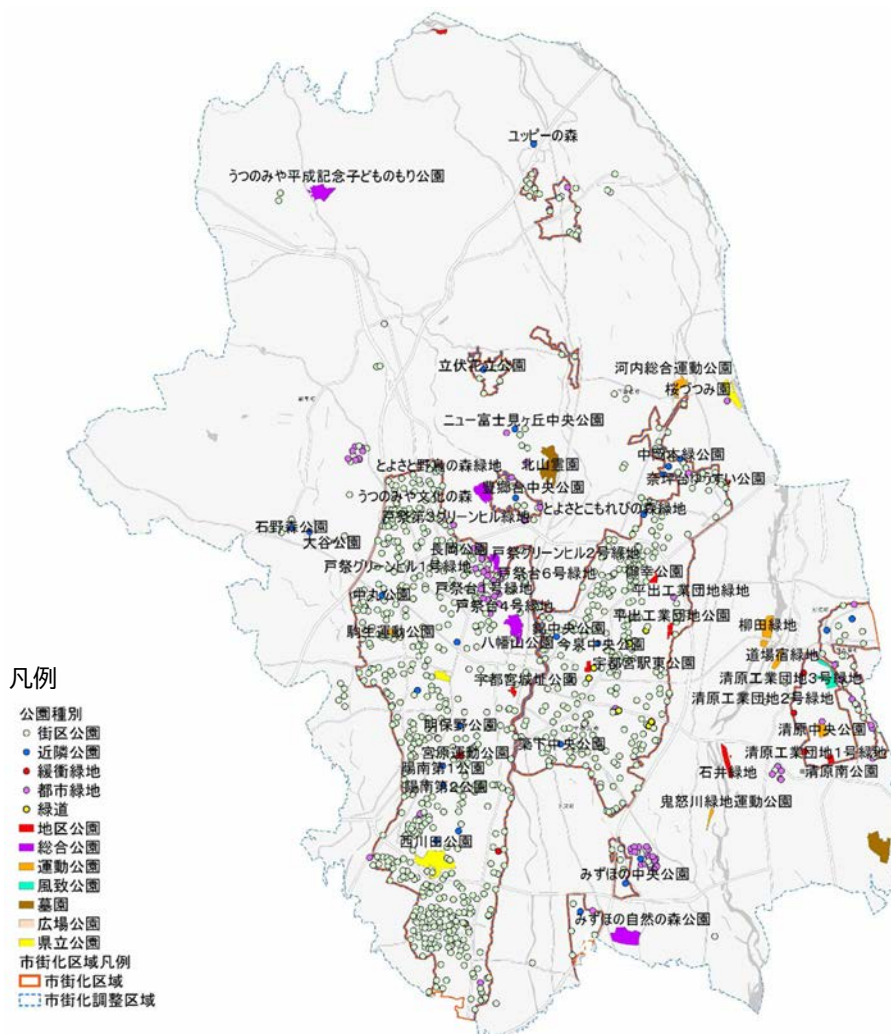 ユッピーの森
うつのみや平成記念子どものもり公園
立伏花立公園
河内総合運動公園
桜づつみ園
ニュー富士見ヶ丘中央公園
中岡本緑公園
とよさと野鳥の森緑地
北山霊園
奈坪台ゆうすい公園
うつのみや文化の森
豊郷台中央公園
とよさとこもれびの森緑地
戸祭第3グリーンヒル緑地
石野森公園
大谷公園
長岡公園
戸祭グリーンヒル2号緑地
戸祭グリーンヒル1号緑地
戸祭台6号緑地
御幸公園
戸祭台1号緑地
平出工業団地緑地
中丸公園
戸祭台4号緑地
平出工業団地公園
柳田緑地
駒生運動公園
八幡山公園
錦中央公園
今泉中央公園
道場宿緑地
宇都宮駅東公園
清原工業団地3号緑地
宇都宮城址公園
清原工業団地2号緑地
明保野公園
清原中央公園
簗下中央公園
宮原運動公園
清原工業団地1号緑地
陽南第1公園
石井緑地
清原南公園
陽南第2公園
鬼怒川緑地運動公園
西川田公園
みずほの中央公園
みずほの自然の森公園
凡例
公園種別
街区公園
近隣公園
緩衝緑地
都市緑地
緑道
地区公園
総合公園
運動公園
風致公園
墓園
広場公園
県立公園
市街化区域凡例
市街化区域
市街化調整区域